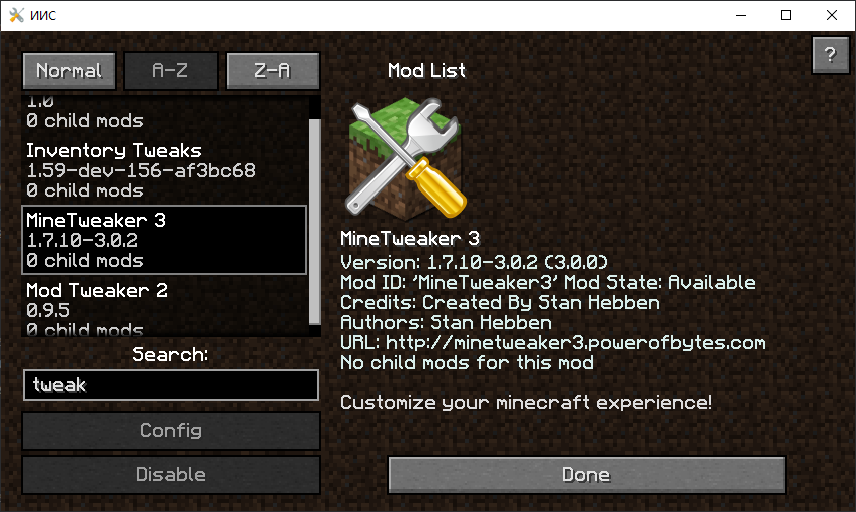 ИИС
Normal
A-Z
Z-A
Mod List
?
1.0
0 child mods
Inventory Tweaks
1.59-dev-156-af3bc68
0 child mods
MineTweaker 3
1.7.10-3.0.2
0 child mods
Mod Tweaker 2
0.9.5
0 child mods
Search:
tweak
Config
Disable
MineTweaker 3
Version: 1.7.10-3.0.2 (3.0.0)
Mod ID: 'MineTweaker3' Mod State: Available
Credits: Created By Stan Hebben
Authors: Stan Hebben
URL: http://minetweaker3.powerofbytes.com
No child mods for this mod
Customize your minecraft experience!
Done